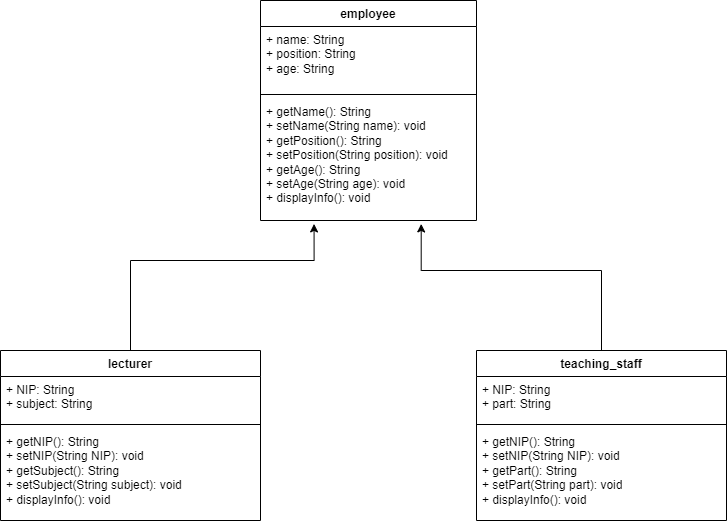 employee
+ name: String
+ position: String
+ age: String
+ getName(): String
+ setName(String name): void
+ getPosition(): String
+ setPosition(String position): void
+ getAge(): String
+ setAge(String age): void
+ displayInfo(): void
lecturer
+ NIP: String
+ subject: String
+ getNIP(): String
+ setNIP(String NIP): void
+ getSubject(): String
+ setSubject(String subject): void
+ displayInfo(): void
teaching_staff
+ NIP: String
+ part: String
+ getNIP(): String
+ setNIP(String NIP): void
+ getPart(): String
+ setPart(String part): void
+ displayInfo(): void